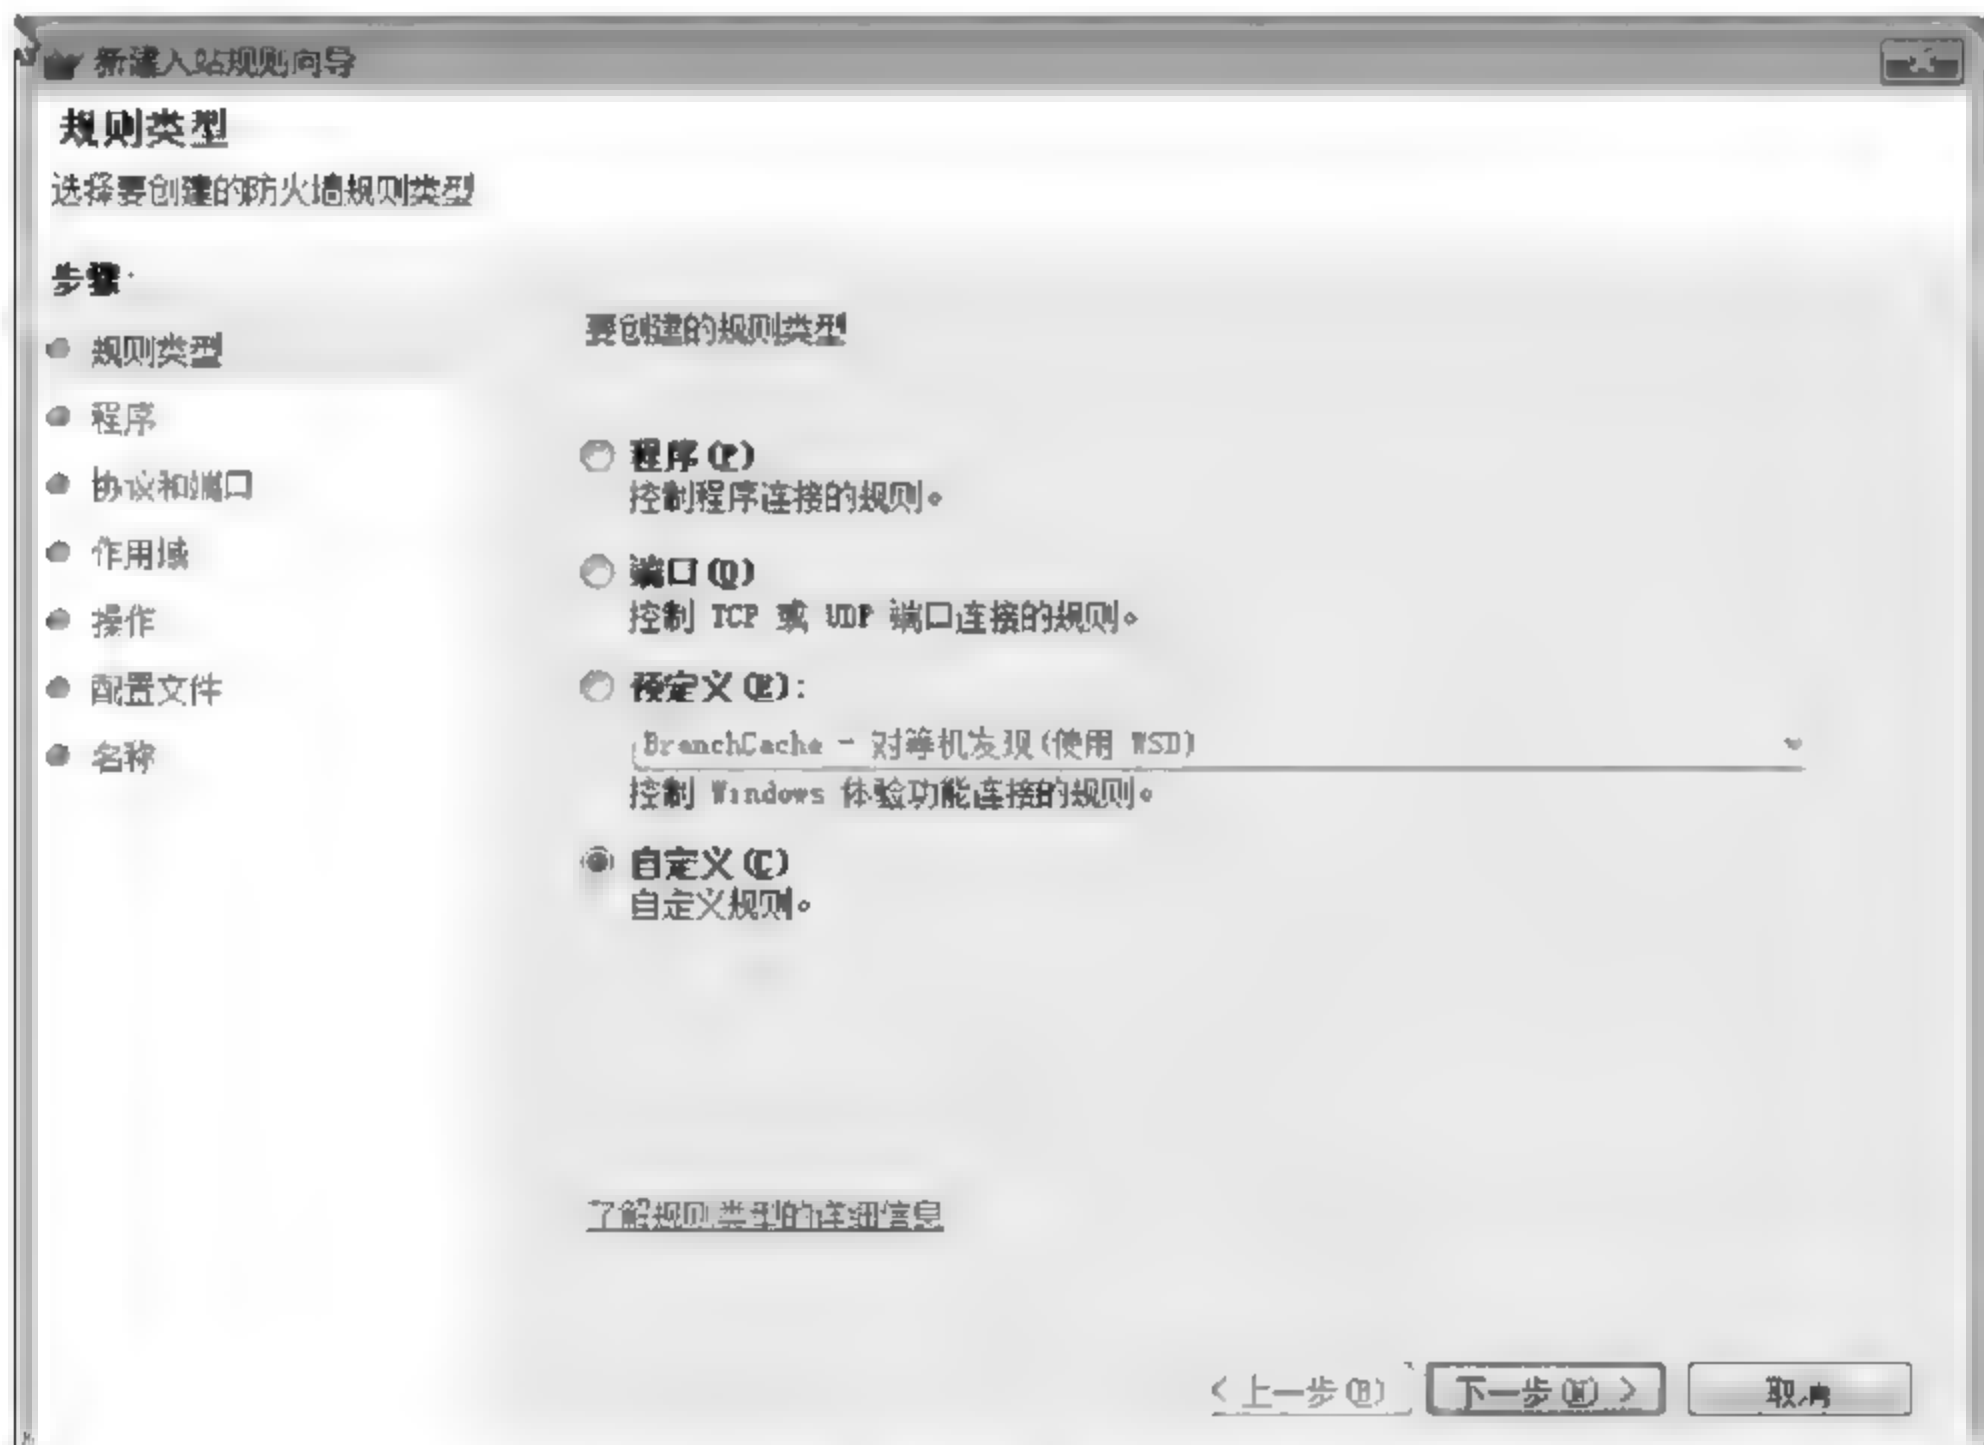 新建入站规则向导
规则类型
选择要创建的防火墙规则类型
步骤:
规则类型
程序
协议和端口
作用域
操作
配置文件
名称
要创建的规则类型
程序(P)
控制程序连接的规则。
端口(O)
控制 TCP 或 UDP 端口连接的规则。
预定义(E):
BranchCache - 对等机发现(使用 WSD)
控制 Windows 体验功能连接的规则。
自定义(C)
自定义规则。
了解规则类型的详细信息
< 上一步(B)
下一步(N) >
取消